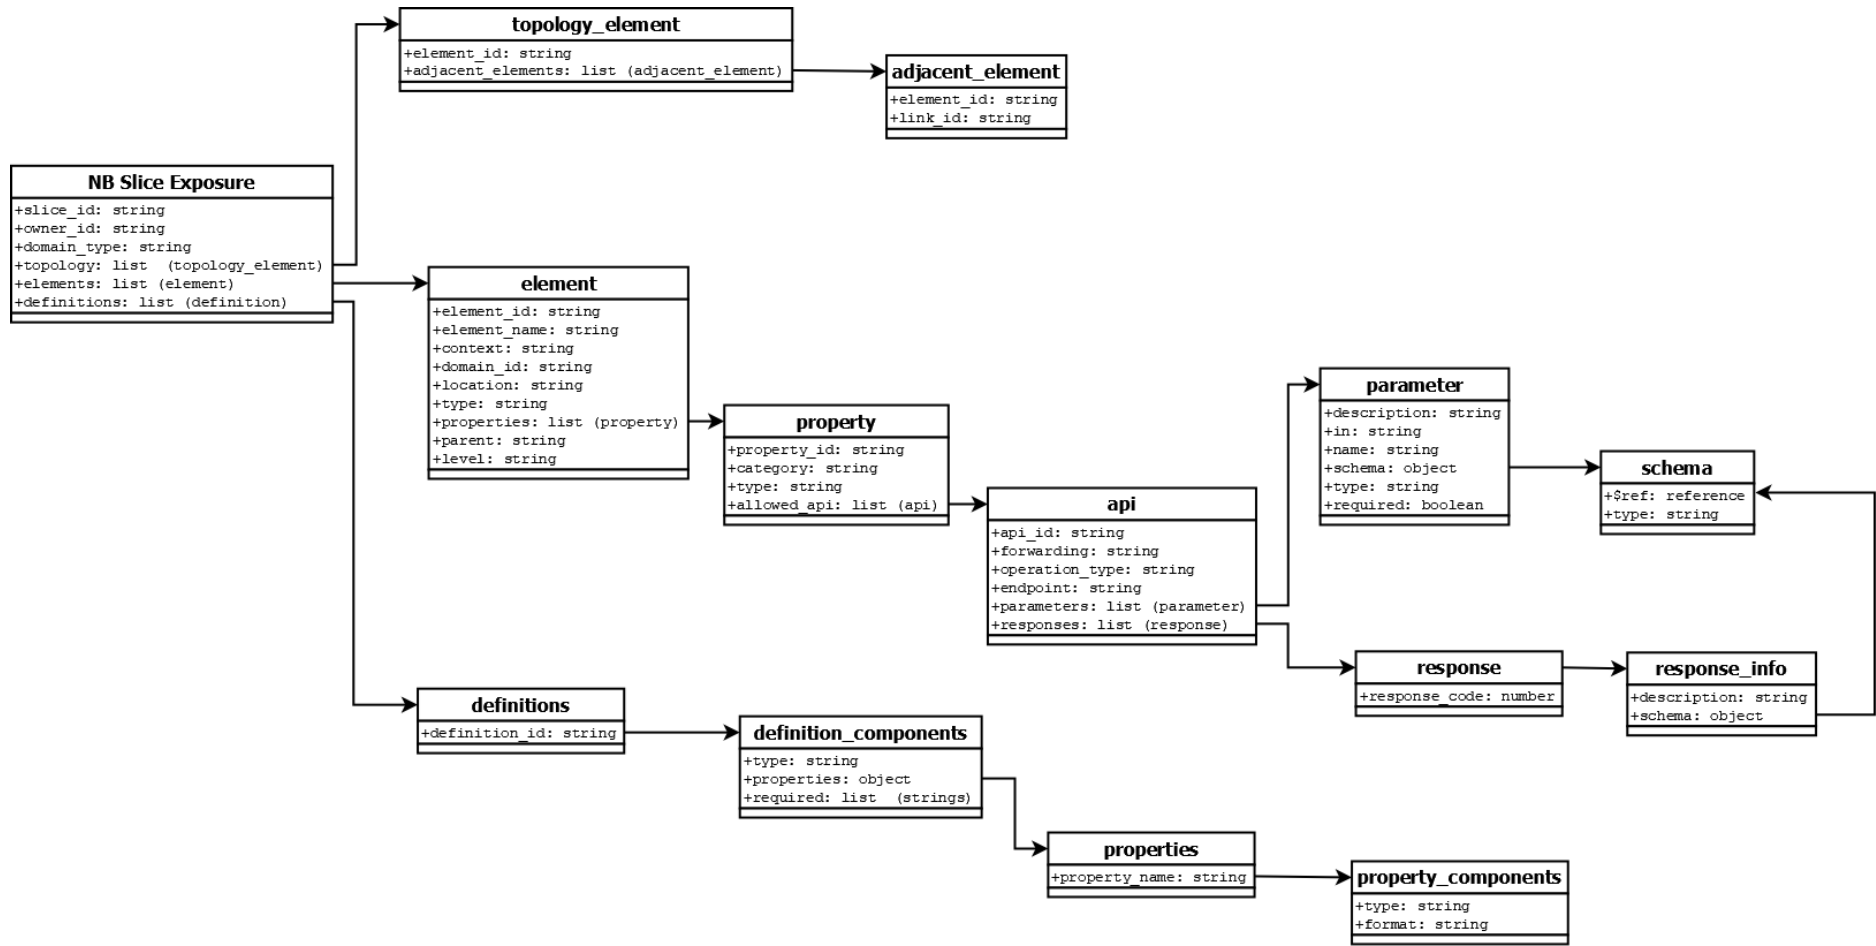 topology_element
+element_id: string
+adjacent_elements: list (adjacent_element)
adjacent_element
+element_id: string
+link_id: string
NB Slice Exposure
+slice_id: string
+owner_id: string
+domain_type: string
+topology: list  (topology_element)
+elements: list (element)
+definitions: list (definition)
element
+element_id: string
+element_name: string
+context: string
+domain_id: string
+location: string
+type: string
+properties: list (property)
+parent: string
+level: string
property
+property_id: string
+category: string
+type: string
+allowed_api: list (api)
api
+api_id: string
+forwarding: string
+operation_type: string
+endpoint: string
+parameters: list (parameter)
+responses: list (response)
parameter
+description: string
+in: string
+name: string
+schema: object
+type: string
+required: boolean
schema
+$ref: reference
+type: string
response
+response_code: number
response_info
+description: string
+schema: object
definitions
+definition_id: string
definition_components
+type: string
+properties: object
+required: list  (strings)
properties
+property_name: string
property_components
+type: string
+format: string